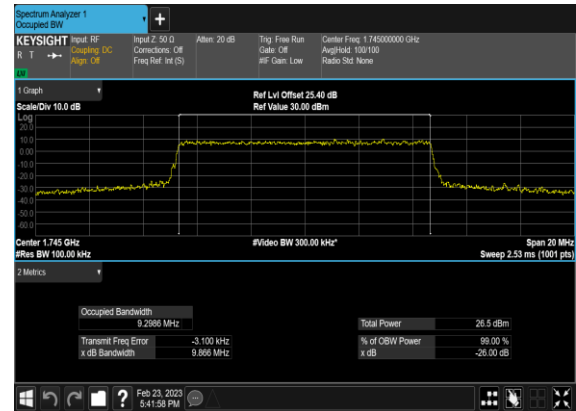 Spectrum Analyzer 1
Occupied BW
KEYSIGHT Input: RF Input Z: 50 Ω Atten: 20 dB Trig: Free Run Center Freq: 1.745000000 GHz
R T Coupling: DC Corrections: Off Gate: Off Avg|Hold: 100/100
Align: Off Freq Ref: Int (S) #IF Gain: Low Radio Std: None
1 Graph
Ref Lvl Offset 25.40 dB
Scale/Div 10.0 dB Ref Value 30.00 dBm
Log
20.0
10.0
0.00
-10.0
-20.0
-30.0
-40.0
-50.0
-60.0
Center 1.745 GHz #Video BW 300.00 kHz* Span 20 MHz
#Res BW 100.00 kHz Sweep 2.53 ms (1001 pts)
2 Metrics
Occupied Bandwidth
9.2986 MHz Total Power 26.5 dBm
Transmit Freq Error -3.100 kHz % of OBW Power 99.00 %
x dB Bandwidth 9.866 MHz x dB -26.00 dB
?
Feb 23, 2023
5:41:58 PM